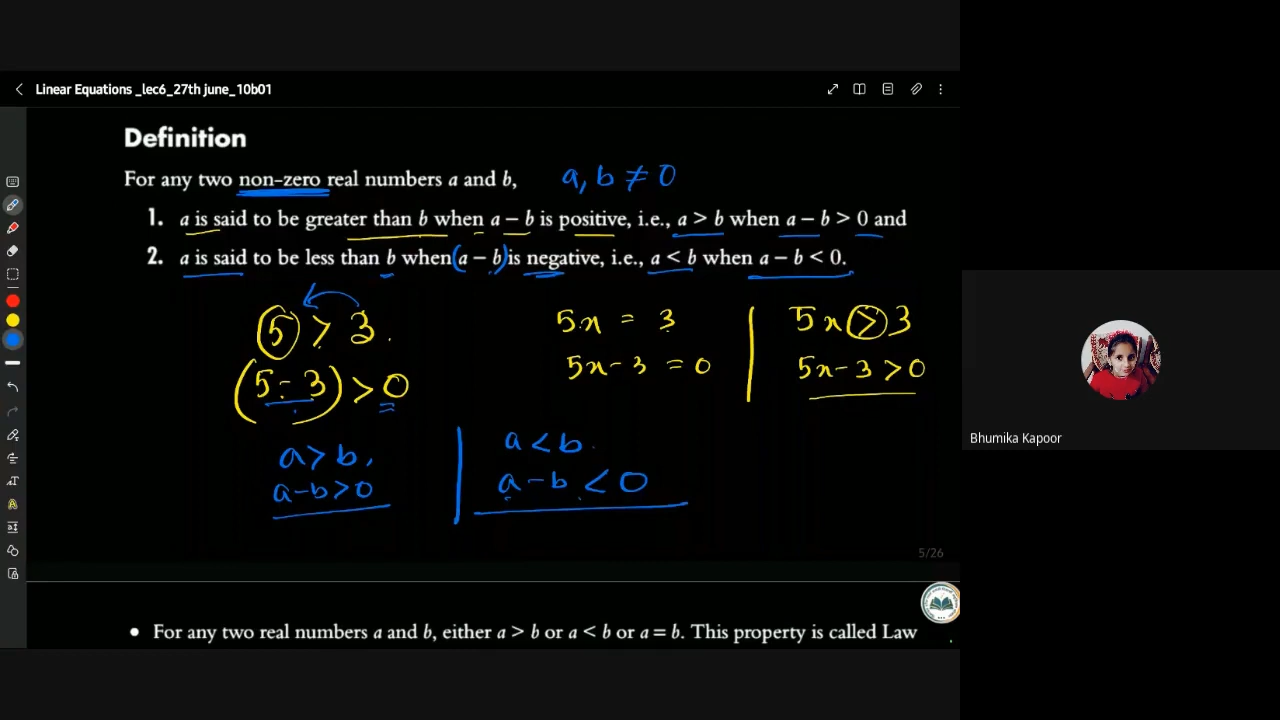 Linear Equations _lec6_27th june_10b01
Definition
For any two non-zero real numbers a and b,
a, b ≠ 0
1. a is said to be greater than b when a − b is positive, i.e., a > b when a − b > 0 and
2. a is said to be less than b when (a − b) is negative, i.e., a < b when a − b < 0.
5 > 3.
(5 - 3) > 0
5x = 3
5x - 3 = 0
5x > 3
5x - 3 > 0
a > b,
a - b > 0
a < b.
a - b < 0
5/26
• For any two real numbers a and b, either a > b or a < b or a = b. This property is called Law
Bhumika Kapoor